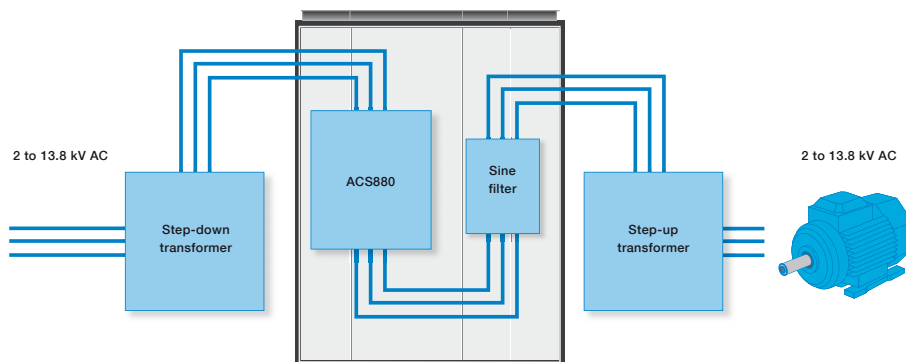 2 to 13.8 kV AC
Step-down
transformer
ACS880
Sine
filter
Step-up
transformer
2 to 13.8 kV AC